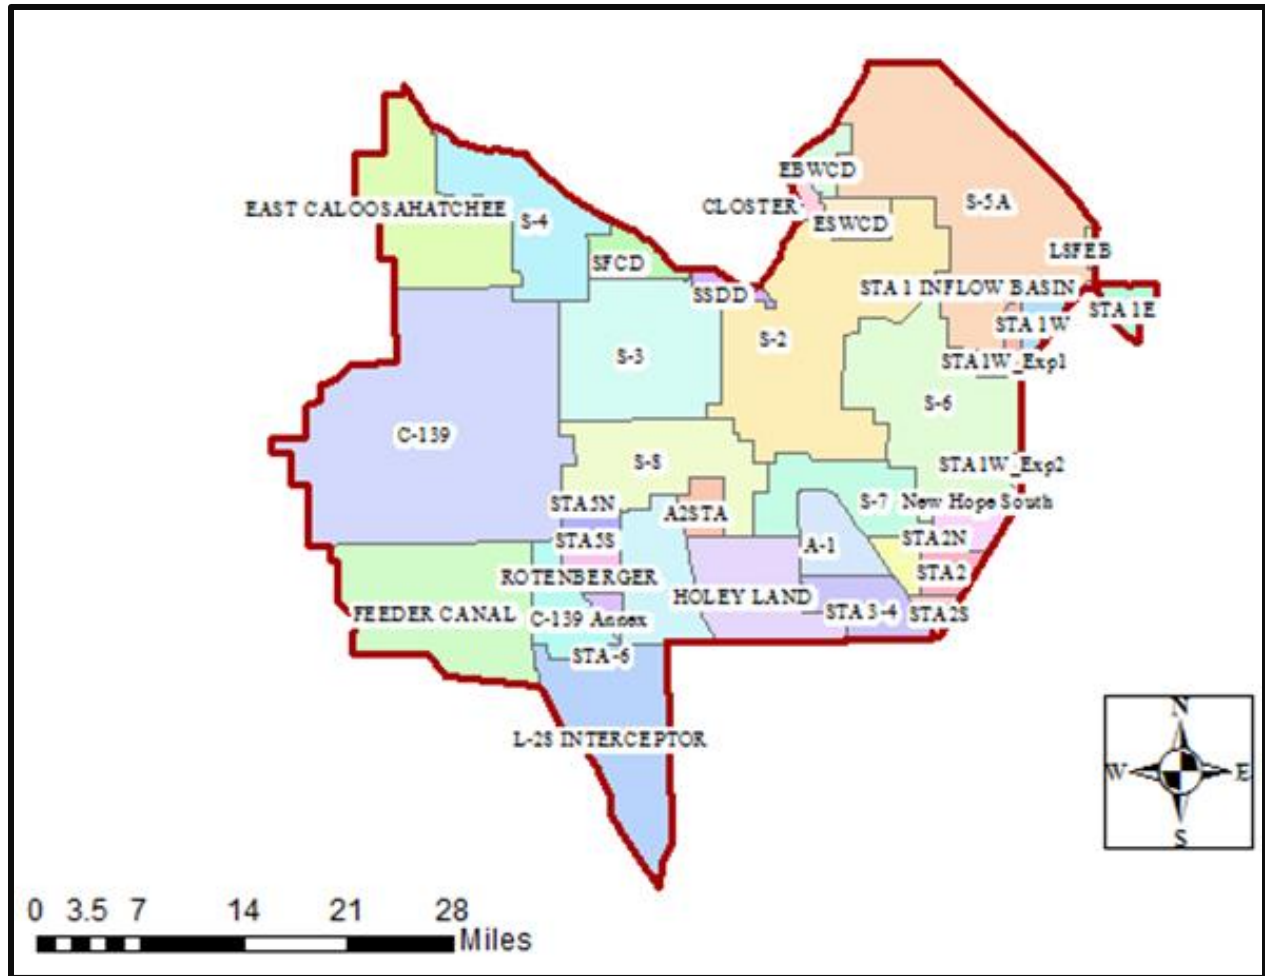 EBWCD
CLOSTER
S-5A
EAST CALOOSAHATCHEE
S-4
ESWCD
LSFEB
SFCD
SSDD
STA 1 INFLOW BASIN
STA 1E
STA 1W
S-2
S-3
STA1W_Exp1
S-6
C-139
S-8
STA1W_Exp2
STA5N
A2STA
S-7
New Hope South
STA5S
A-1
STA2N
ROTENBERGER
STA2
HOLEY LAND
FEEDER CANAL
C-139 Annex
STA 3-4
STA2S
STA-6
L-28 INTERCEPTOR
N
W
E
S
0 3.5 7 14 21 28
Miles